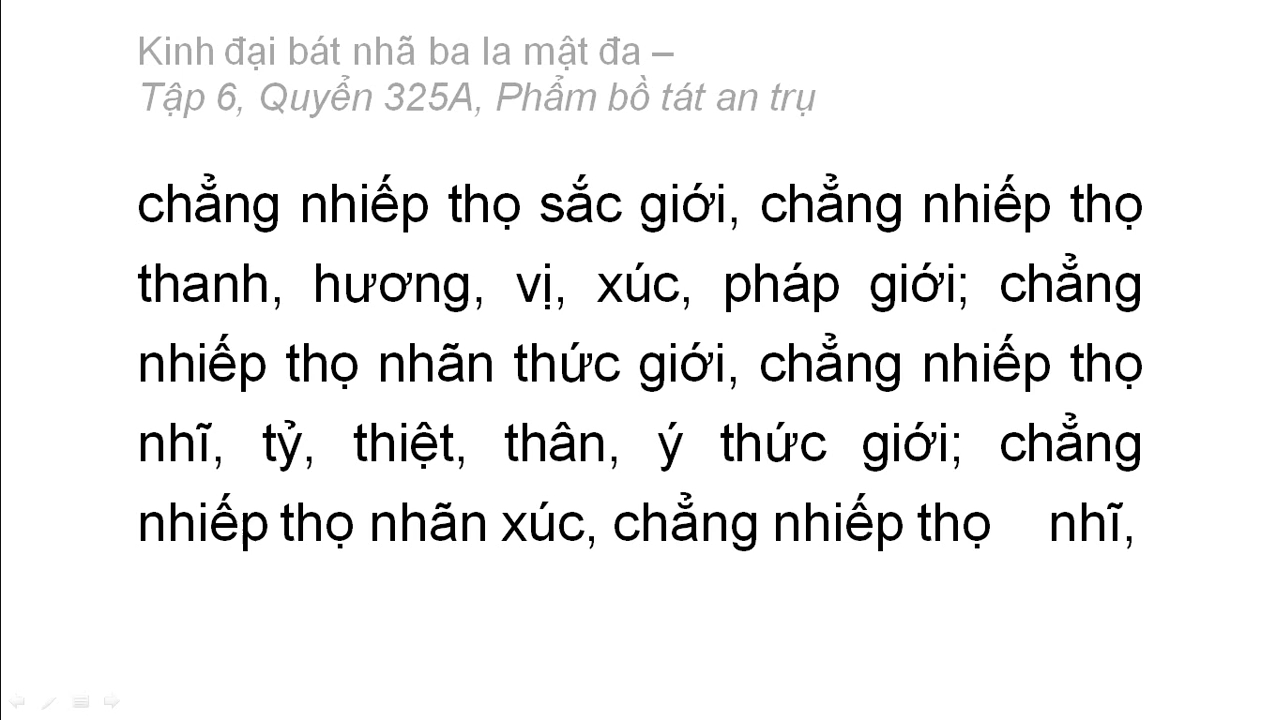 Kinh đại bát nhã ba la mật đa –
Tập 6, Quyển 325A, Phẩm bồ tát an trụ
chẳng nhiếp thọ sắc giới, chẳng nhiếp thọ
thanh, hương, vị, xúc, pháp giới; chẳng
nhiếp thọ nhãn thức giới, chẳng nhiếp thọ
nhĩ, tỷ, thiệt, thân, ý thức giới; chẳng
nhiếp thọ nhãn xúc, chẳng nhiếp thọ nhĩ,